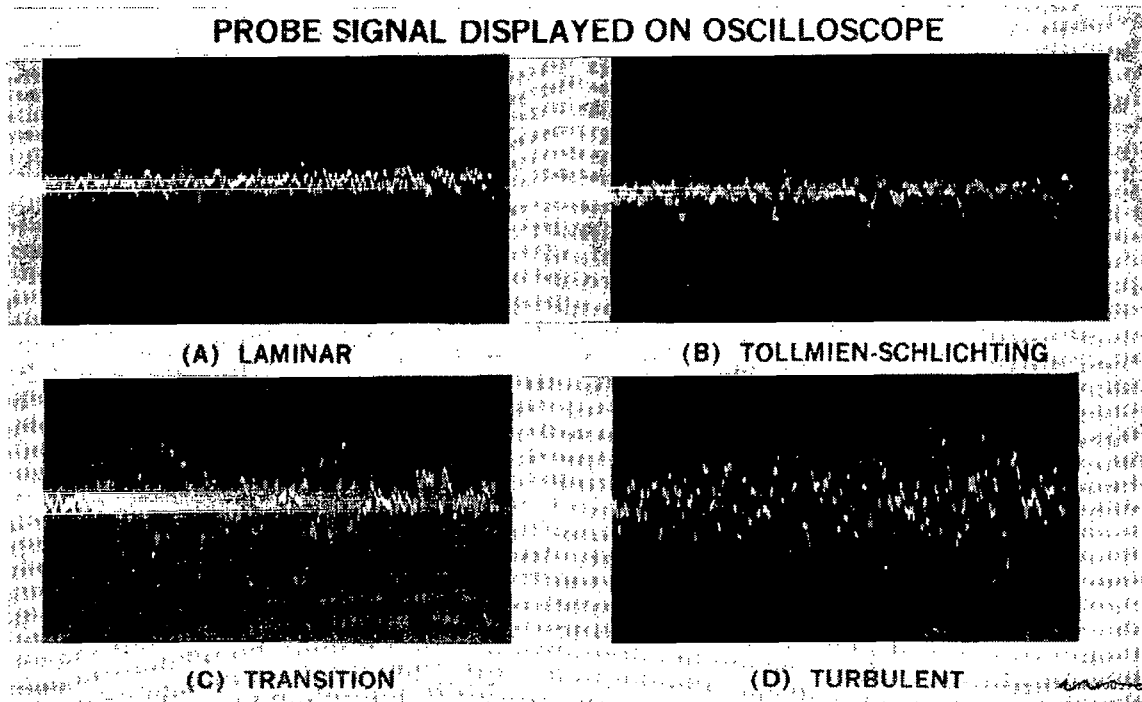 PROBE SIGNAL DISPLAYED ON OSCILLOSCOPE
(A) LAMINAR
(B) TOLLMIEN-SCHLICHTING
(C) TRANSITION
(D) TURBULENT